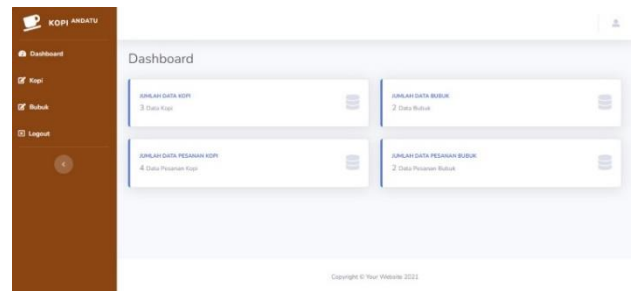 KOPI ANDATU
Dashboard
Kopi
Bubuk
Logout
Dashboard
JUMLAH DATA KOPI
3 Data Kopi
JUMLAH DATA BUBUK
2 Data Bubuk
JUMLAH DATA PESANAN KOPI
4 Data Pesanan Kopi
JUMLAH DATA PESANAN BUBUK
2 Data Pesanan Bubuk
Copyright © Your Website 2021